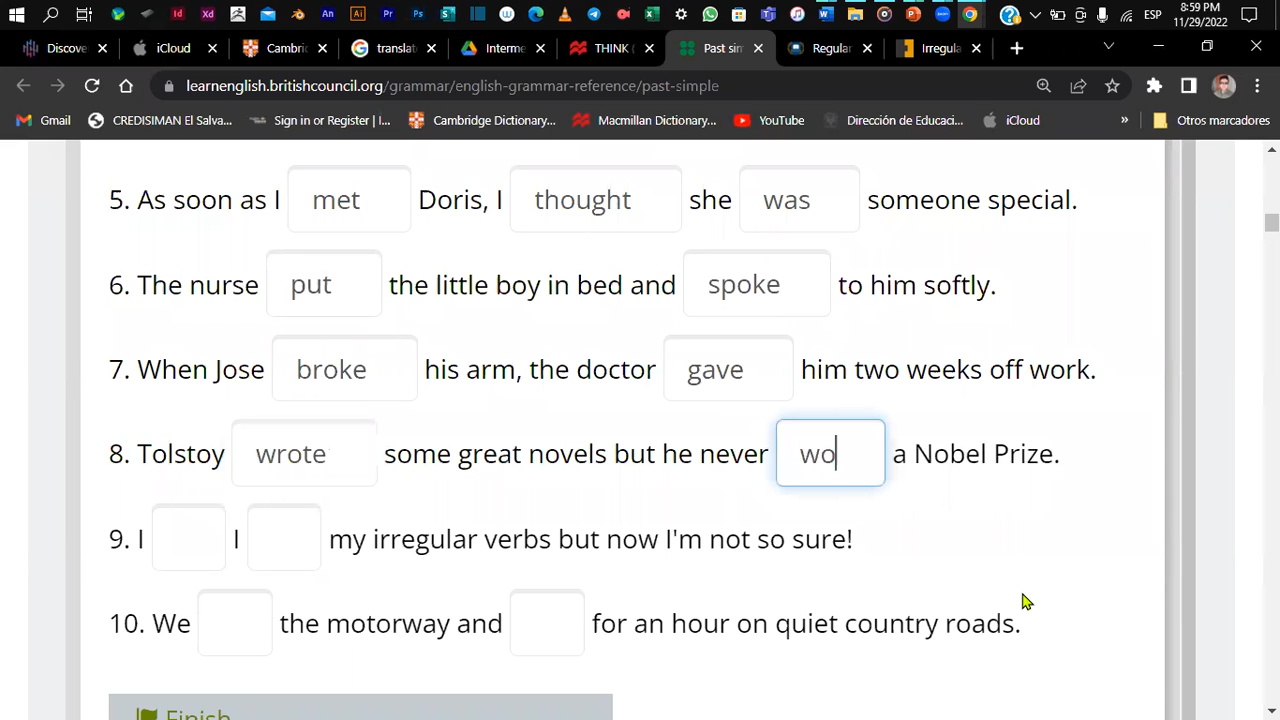 ESP
8:59 PM
11/29/2022
Discove
iCloud
Cambric
translat
Interme
THINK (
Past sim
Regular
Irregula
learnenglish.britishcouncil.org/grammar/english-grammar-reference/past-simple
Gmail
CREDISIMAN El Salva...
Sign in or Register | I...
Cambridge Dictionary...
Macmillan Dictionary...
YouTube
Dirección de Educaci...
iCloud
»
Otros marcadores
5. As soon as I met Doris, I thought she was someone special.
6. The nurse put the little boy in bed and spoke to him softly.
7. When Jose broke his arm, the doctor gave him two weeks off work.
8. Tolstoy wrote some great novels but he never wo a Nobel Prize.
9. I I my irregular verbs but now I'm not so sure!
10. We the motorway and for an hour on quiet country roads.
Finish